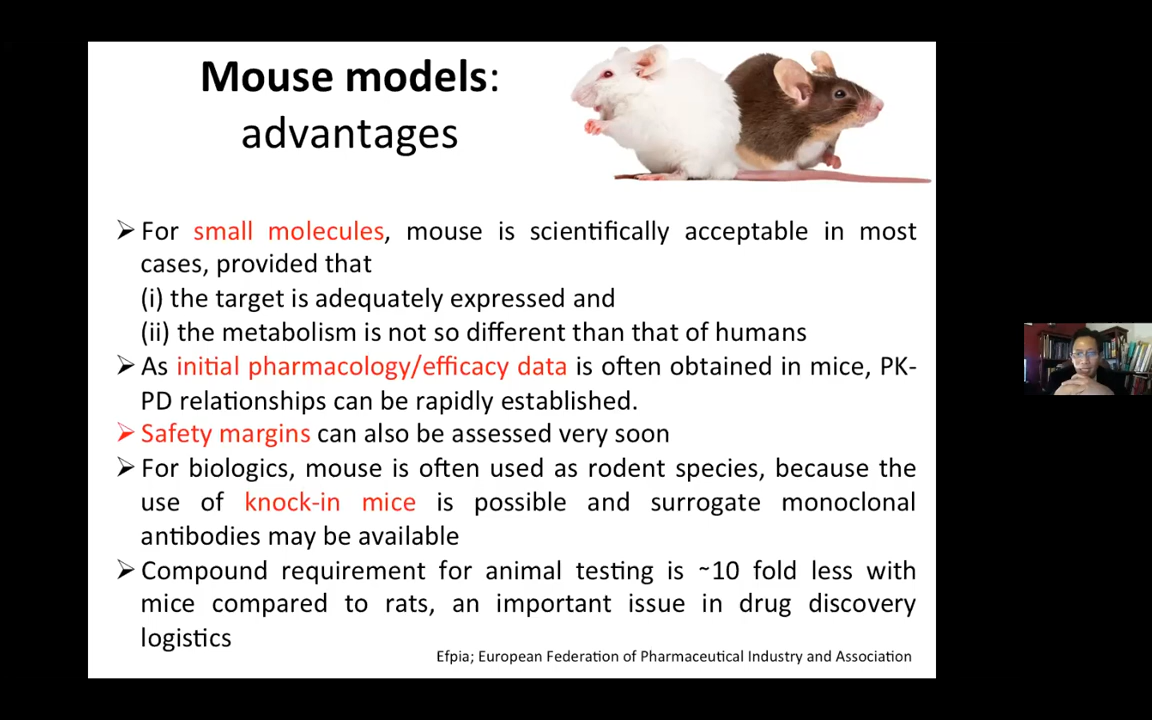 Mouse models:
advantages
➢ For small molecules, mouse is scientifically acceptable in most
cases, provided that
(i) the target is adequately expressed and
(ii) the metabolism is not so different than that of humans
➢ As initial pharmacology/efficacy data is often obtained in mice, PK-
PD relationships can be rapidly established.
➢ Safety margins can also be assessed very soon
➢ For biologics, mouse is often used as rodent species, because the
use of knock-in mice is possible and surrogate monoclonal
antibodies may be available
➢ Compound requirement for animal testing is ~10 fold less with
mice compared to rats, an important issue in drug discovery
logistics
Efpia; European Federation of Pharmaceutical Industry and Association